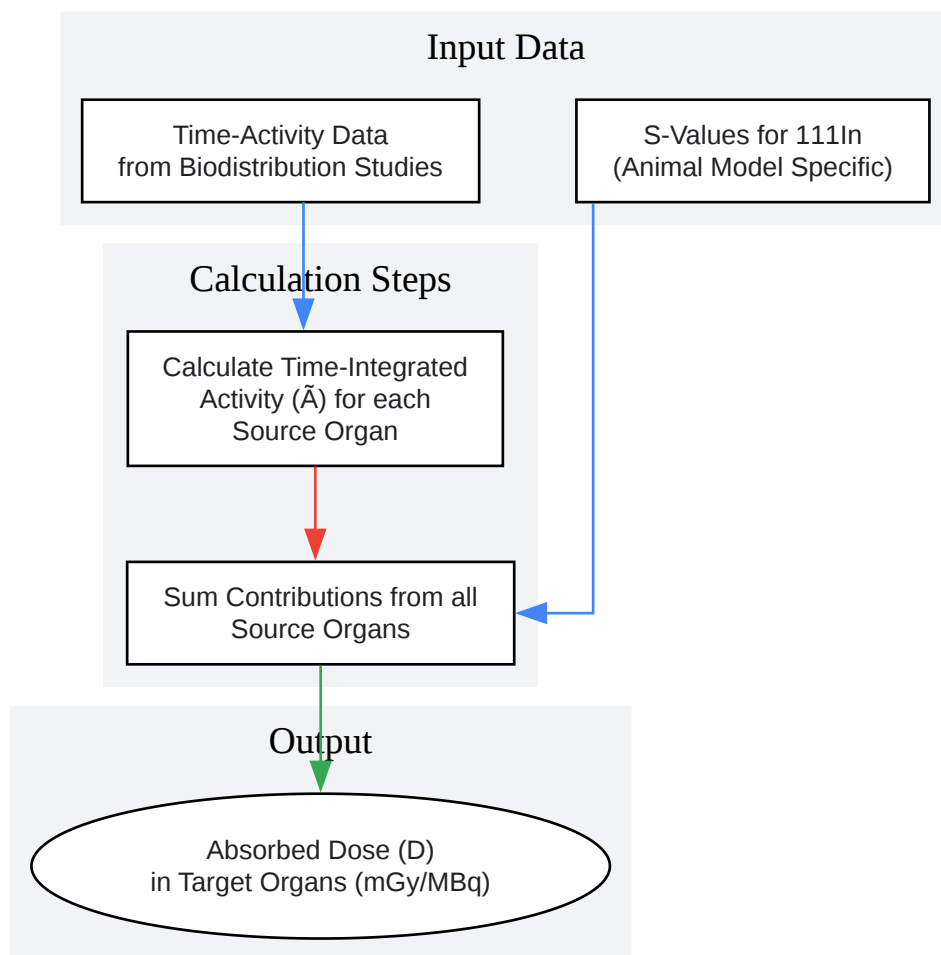 Input Data
Time-Activity Data
from Biodistribution Studies
S-Values for 111In
(Animal Model Specific)
Calculation Steps
Calculate Time-Integrated
Activity (Ã) for each
Source Organ
Sum Contributions from all
Source Organs
Output
Absorbed Dose (D)
in Target Organs (mGy/MBq)